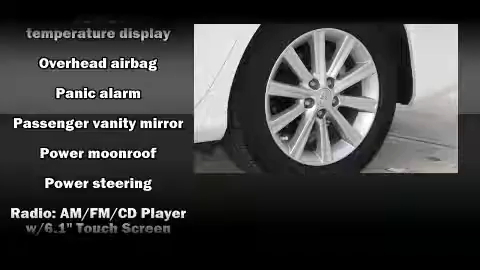 temperature display
Overhead airbag
Panic alarm
Passenger vanity mirror
Power moonroof
Power steering
Radio: AM/FM/CD Player
w/6.1" Touch Screen